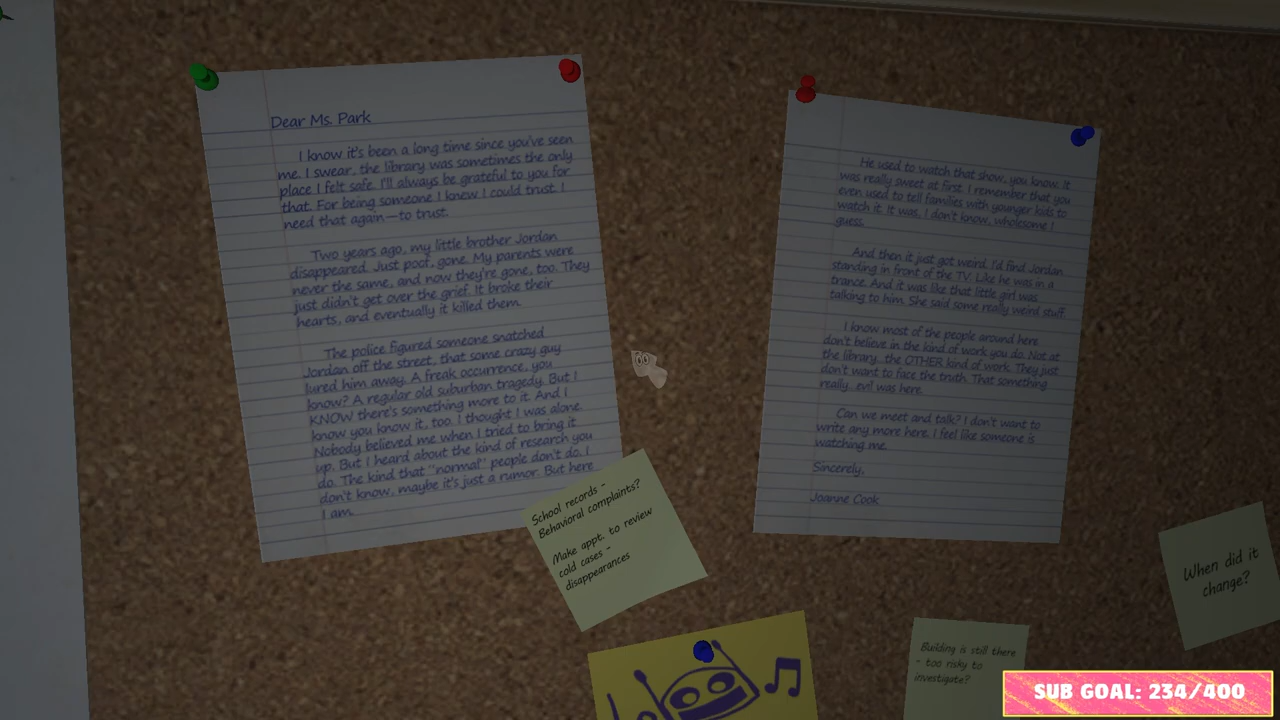 Dear Ms. Park
I know it's been a long time since you've seen
me. I swear, the library was sometimes the only
place I felt safe. I'll always be grateful to you for
that. For being someone I knew I could trust. I
need that again—to trust.
Two years ago, my little brother Jordan
disappeared. Just poof, gone. My parents were
never the same, and now they're gone, too. They
just didn't get over the grief. It broke their
hearts, and eventually it killed them.
The police figured someone snatched
Jordan off the street, that some crazy guy
lured him away. A freak occurrence, you
know? A regular old suburban tragedy. But I
KNOW there's something more to it. And I
know you know it, too. I thought I was alone.
Nobody believed me when I tried to bring it
up. But I heard about the kind of research you
do. The kind that "normal" people don't do. I
don't know, maybe it's just a rumor. But here
I am.
He used to watch that show, you know. It
was really sweet at first. I remember that you
even used to tell families with younger kids to
watch it. It was, I don't know, wholesome I
guess.
And then it just got weird. I'd find Jordan
standing in front of the TV. Like he was in a
trance. And it was like that little girl was
talking to him. She said some really weird stuff.
I know most of the people around here
don't believe in the kind of work you do. Not at
the library...the OTHER kind of work. They just
don't want to face the truth. That something
really...evil was here.
Can we meet and talk? I don't want to
write any more here. I feel like someone is
watching me.
Sincerely,
Joanne Cook
School records -
Behavioral complaints?
Make appt. to review
cold cases -
disappearances
When did it
change?
Building is still there
- too risky to
investigate?
SUB GOAL: 234/400